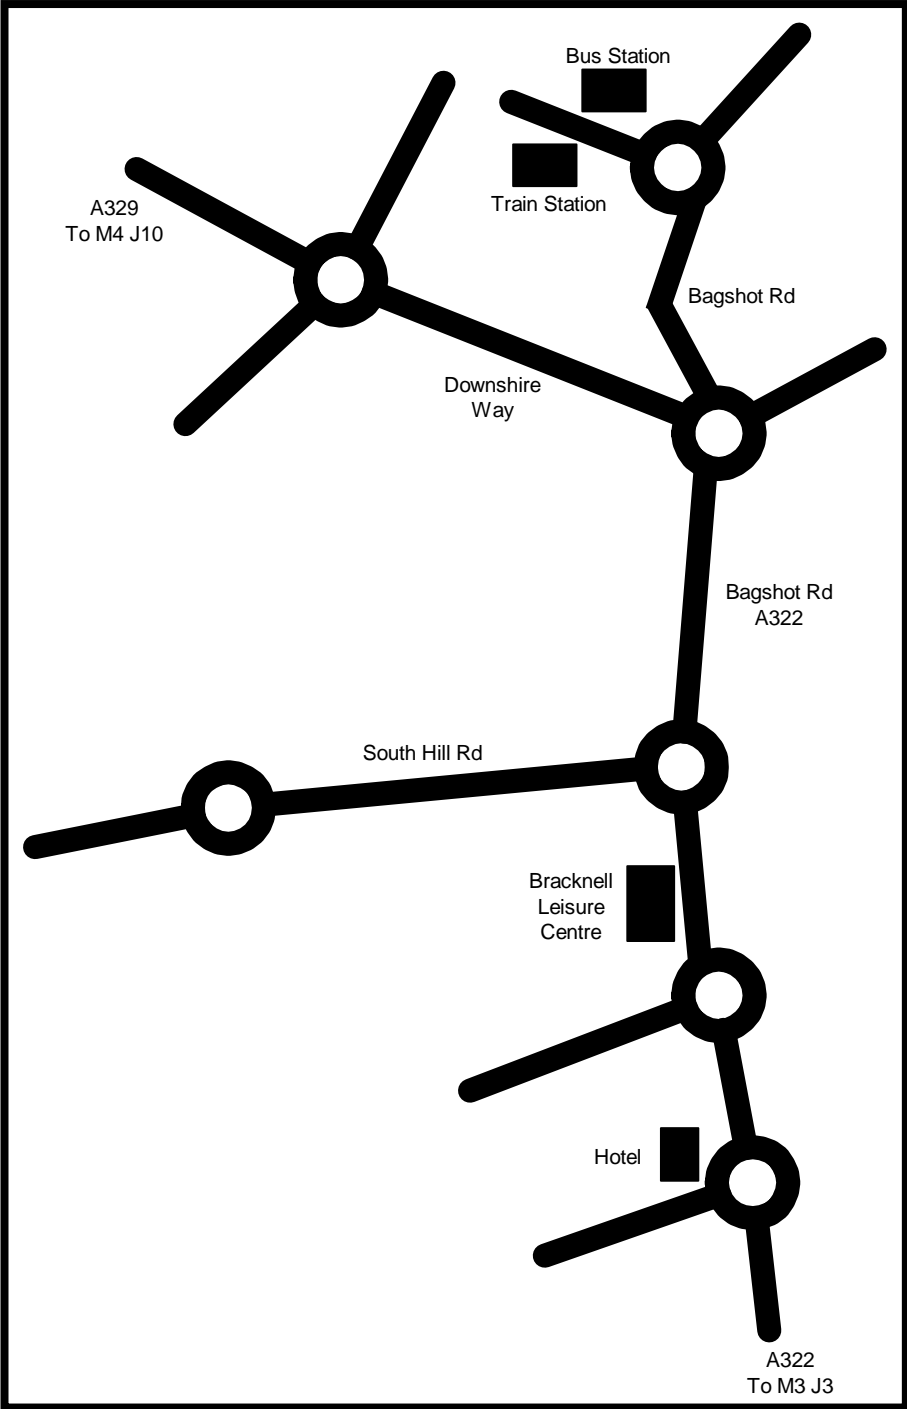 Bus Station
Train Station
A329
To M4 J10
Bagshot Rd
Downshire
Way
Bagshot Rd
A322
South Hill Rd
Bracknell
Leisure
Centre
Hotel
A322
To M3 J3